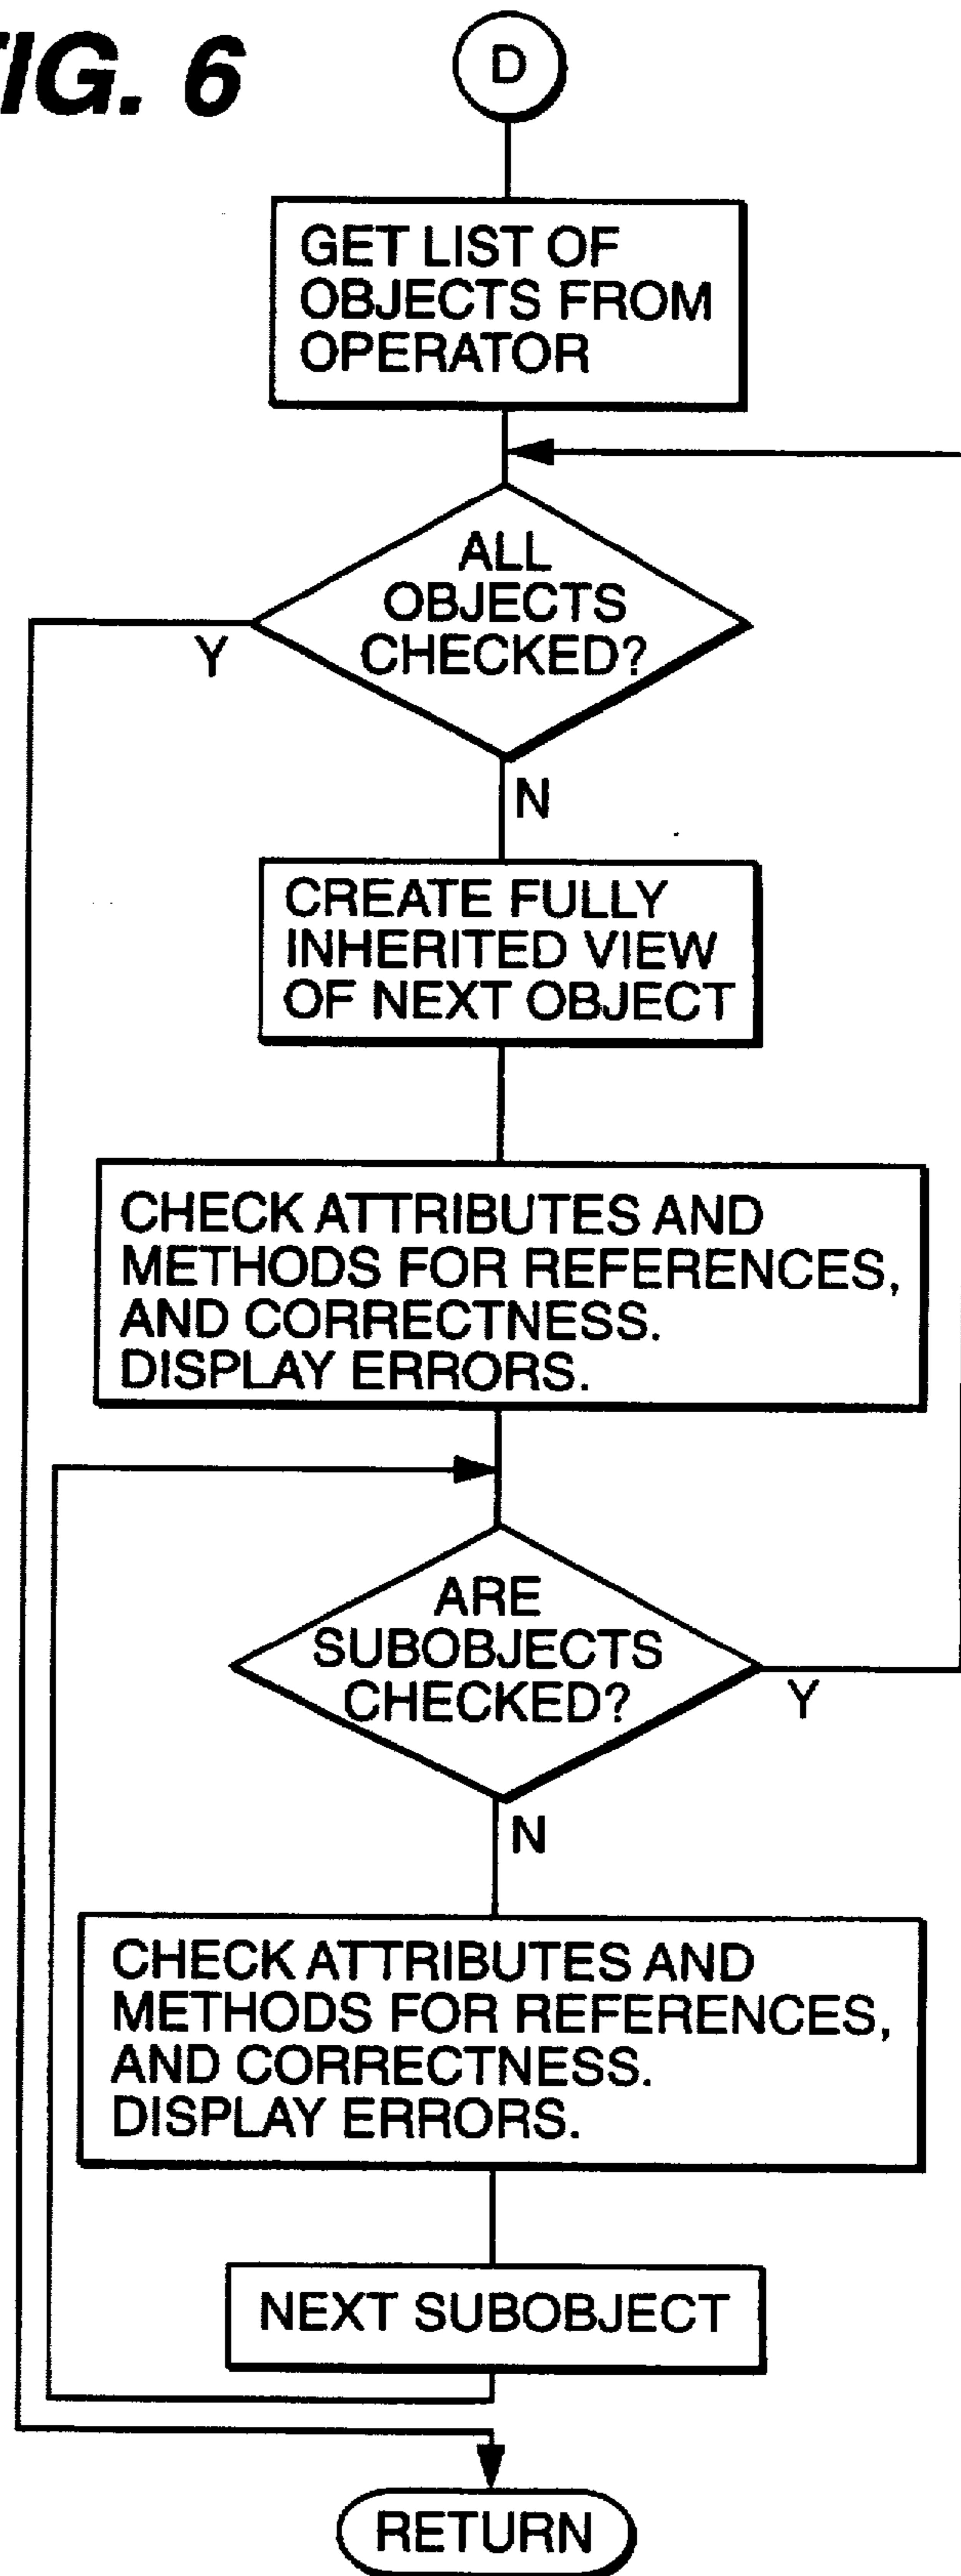 IG. 6
D
GET LIST OF
OBJECTS FROM
OPERATOR
ALL
OBJECTS
CHECKED?
Y
N
CREATE FULLY
INHERITED VIEW
OF NEXT OBJECT
CHECK ATTRIBUTES AND
METHODS FOR REFERENCES,
AND CORRECTNESS.
DISPLAY ERRORS.
ARE
SUBOBJECTS
CHECKED?
Y
N
CHECK ATTRIBUTES AND
METHODS FOR REFERENCES,
AND CORRECTNESS.
DISPLAY ERRORS.
NEXT SUBOBJECT
RETURN